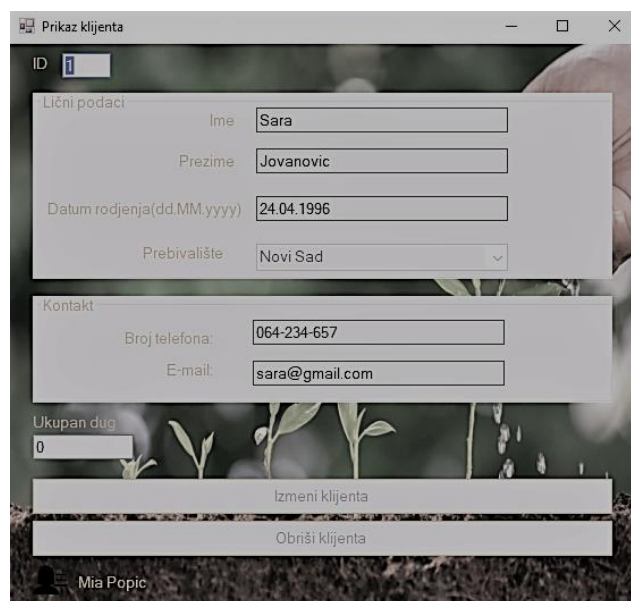 Prikaz klijenta
ID 1
Lični podaci
Ime Sara
Prezime Jovanovic
Datum rodjenja(dd.MM.yyyy) 24.04.1996
Prebivalište Novi Sad
Kontakt
Broj telefona: 064-234-657
E-mail: sara@gmail.com
Ukupan dug
0
Izmeni klijenta
Obriši klijenta
Mia Popic